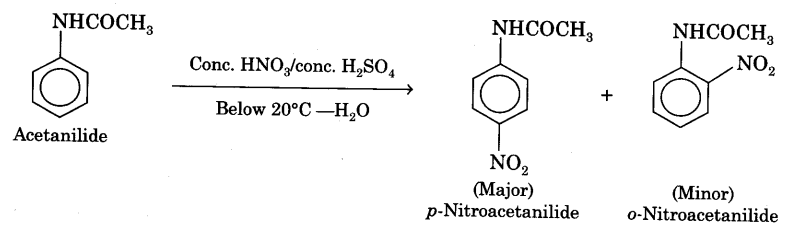 NHCOCH₃
Acetanilide
Conc. HNO₃/conc. H₂SO₄
Below 20°C —H₂O
NHCOCH₃
NO₂
(Major)
p-Nitroacetanilide
+
NHCOCH₃
NO₂
(Minor)
o-Nitroacetanilide